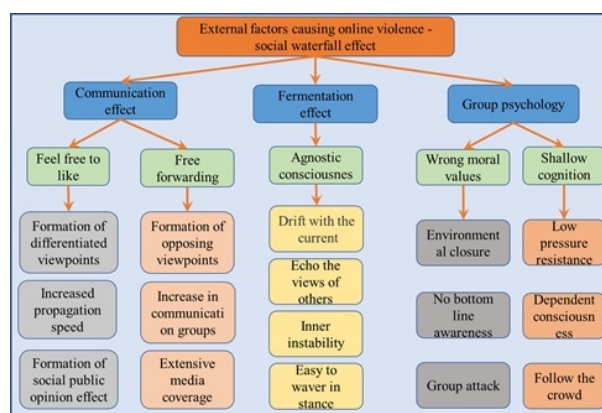 External factors causing online violence -
social waterfall effect
Communication
effect
Fermentation
effect
Group psychology
Feel free to
like
Free
forwarding
Agnostic
consciousnes
Wrong moral
values
Shallow
cognition
Formation of
differentiated
viewpoints
Formation of
opposing
viewpoints
Drift with the
current
Environment
al closure
Low
pressure
resistance
Increased
propagation
speed
Increase in
communicati
on groups
Echo the
views of
others
No bottom
line
awareness
Dependent
consciousn
ess
Inner
instability
Formation of
social public
opinion effect
Extensive
media
coverage
Easy to
waver in
stance
Group attack
Follow the
crowd